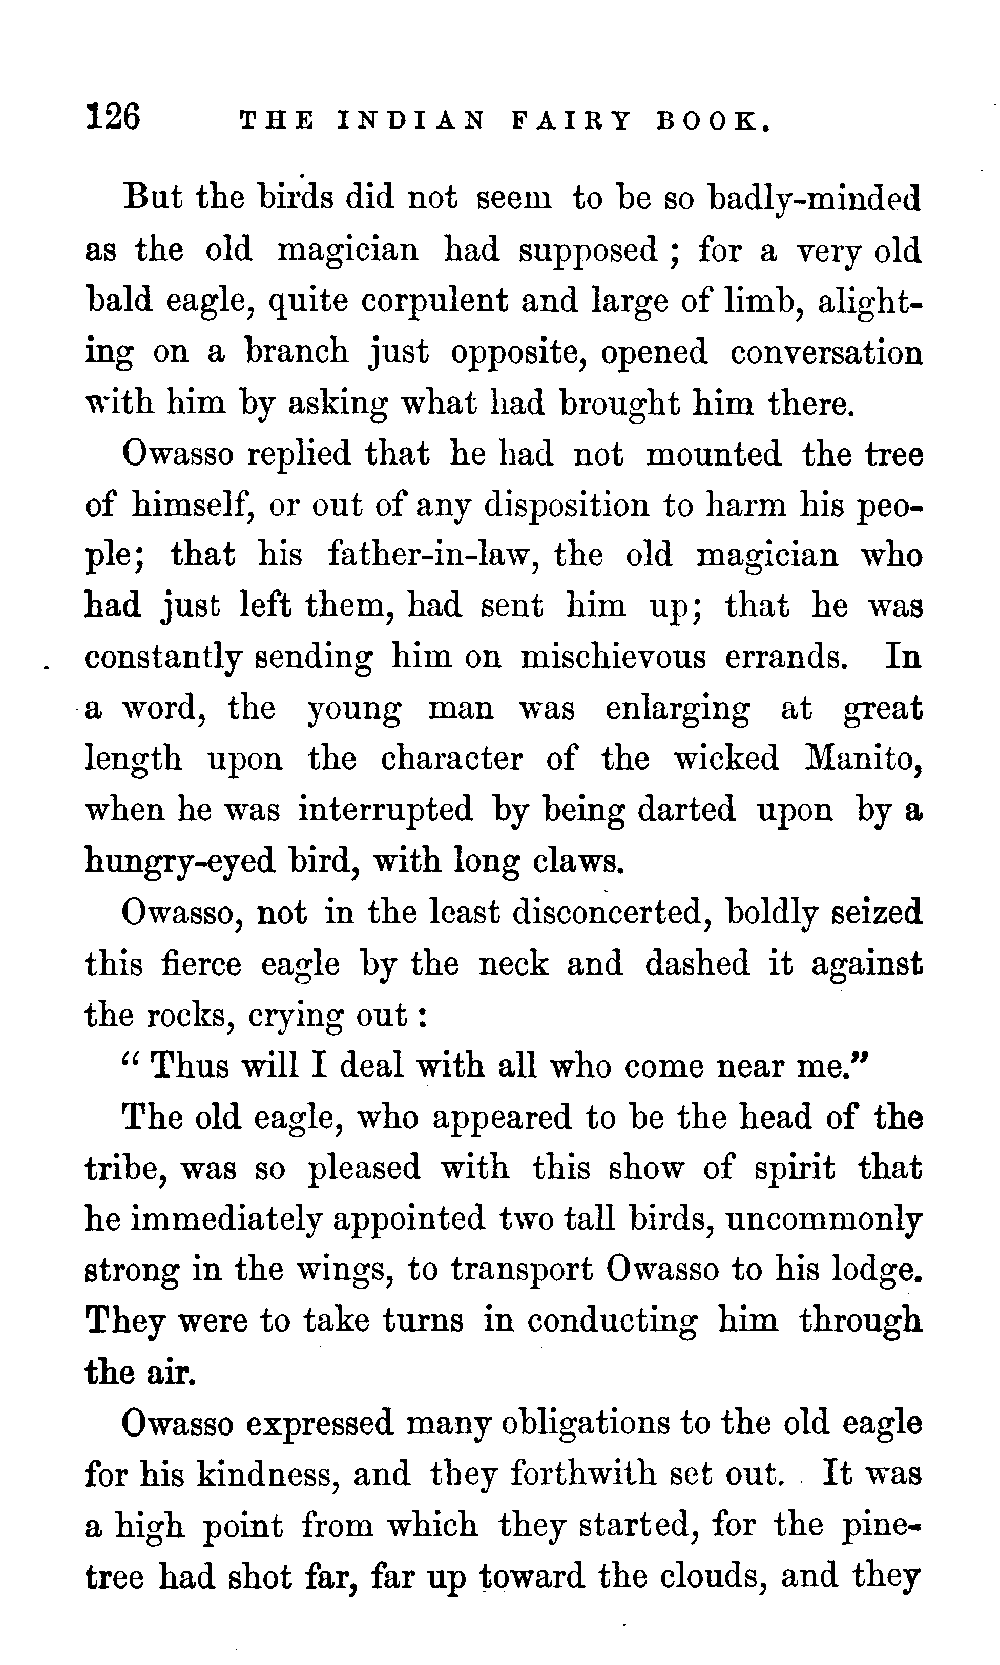 126 THE INDIAN FAIRY BOOK.
But the birds did not seem to be so badly-minded
as the old magician had supposed ; for a very old
bald eagle, quite corpulent and large of limb, alight-
ing on a branch just opposite, opened conversation
with him by asking what had brought him there.
Owasso replied that he had not mounted the tree
of himself, or out of any disposition to harm his peo-
ple; that his father-in-law, the old magician who
had just left them, had sent him up; that he was
constantly sending him on mischievous errands. In
a word, the young man was enlarging at great
length upon the character of the wicked Manito,
when he was interrupted by being darted upon by a
hungry-eyed bird, with long claws.
Owasso, not in the least disconcerted, boldly seized
this fierce eagle by the neck and dashed it against
the rocks, crying out :
“ Thus will I deal with all who come near me.”
The old eagle, who appeared to be the head of the
tribe, was so pleased with this show of spirit that
he immediately appointed two tall birds, uncommonly
strong in the wings, to transport Owasso to his lodge.
They were to take turns in conducting him through
the air.
Owasso expressed many obligations to the old eagle
for his kindness, and they forthwith set out. It was
a high point from which they started, for the pine-
tree had shot far, far up toward the clouds, and they